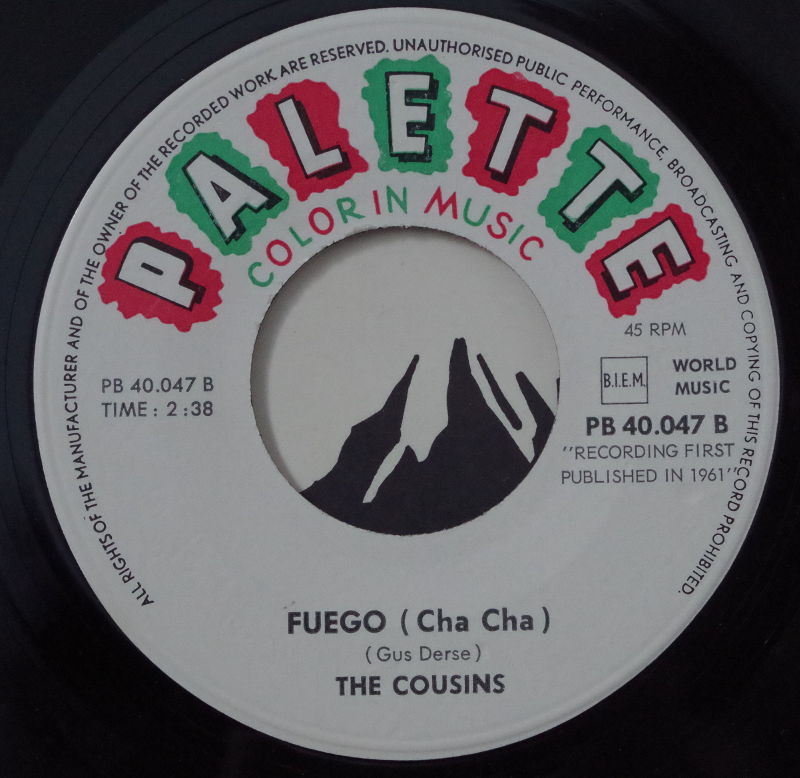 ALL RIGHTS OF THE MANUFACTURER AND OF THE OWNER OF THE RECORDED WORK ARE RESERVED. UNAUTHORISED PUBLIC PERFORMANCE, BROADCASTING AND COPYING OF THIS RECORD PROHIBITED.
PALETTE
COLOR IN MUSIC
45 RPM
PB 40.047 B
TIME: 2:38
B.I.E.M.
WORLD
MUSIC
PB 40.047 B
"RECORDING FIRST
PUBLISHED IN 1961"
FUEGO (Cha Cha)
(Gus Derse)
THE COUSINS